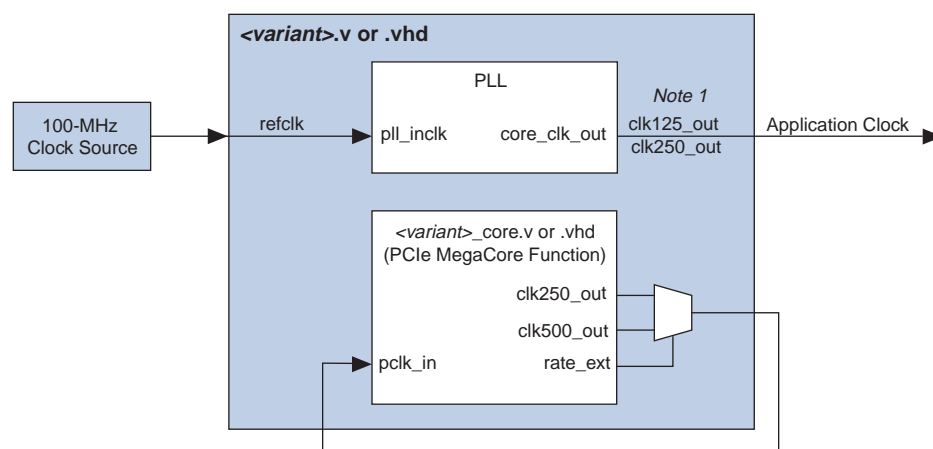 <variant>.v or .vhd
PLL
Note 1
100-MHz
Clock Source
refclk
pll_inclk
core_clk_out
clk125_out
clk250_out
Application Clock
<variant>_core.v or .vhd
(PCIe MegaCore Function)
clk250_out
clk500_out
pclk_in
rate_ext